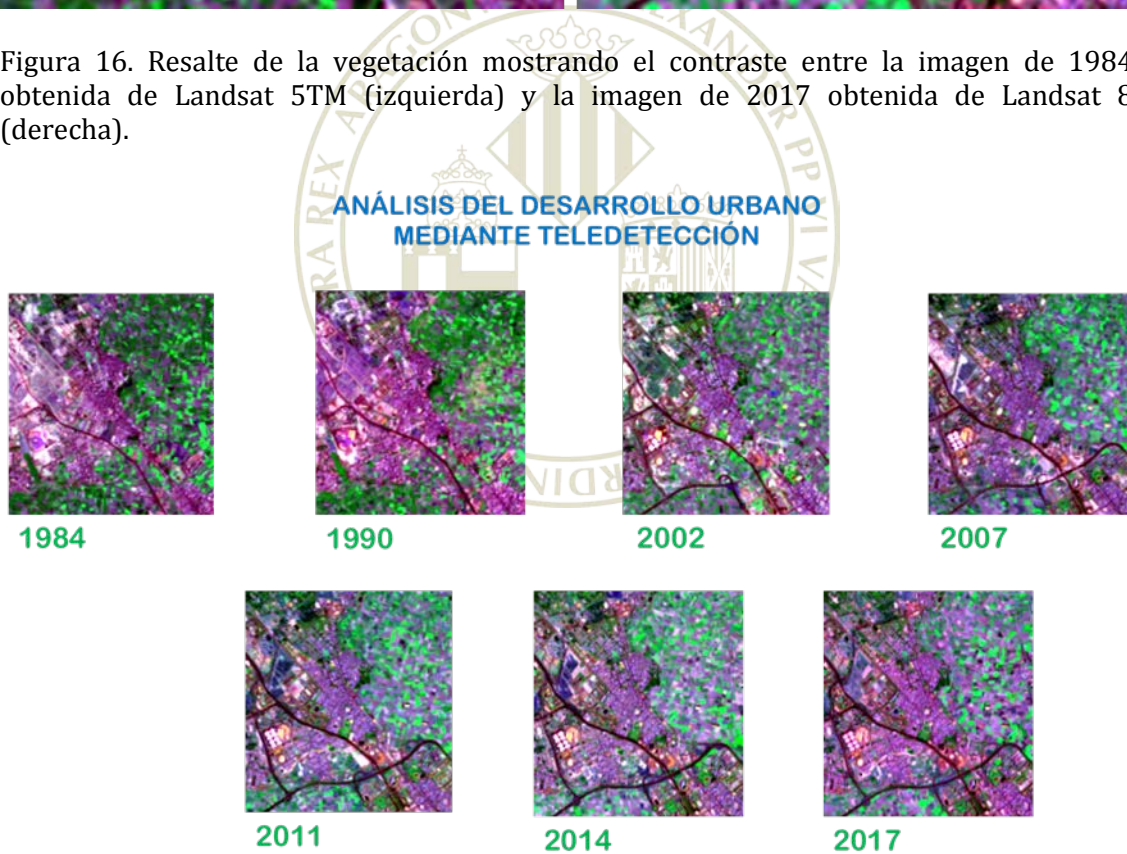 Figura 16. Resalte de la vegetación mostrando el contraste entre la imagen de 1984
obtenida de Landsat 5TM (izquierda) y la imagen de 2017 obtenida de Landsat 8
(derecha).
ANÁLISIS DEL DESARROLLO URBANO
MEDIANTE TELEDETECCIÓN
1984
1990
2002
2007
2011
2014
2017